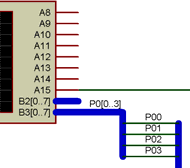 A8
A9
A10
A11
A12
A13
A14
A15
B2[0..7]
B3[0..7]
P0[0..3]
P00
P01
P02
P03